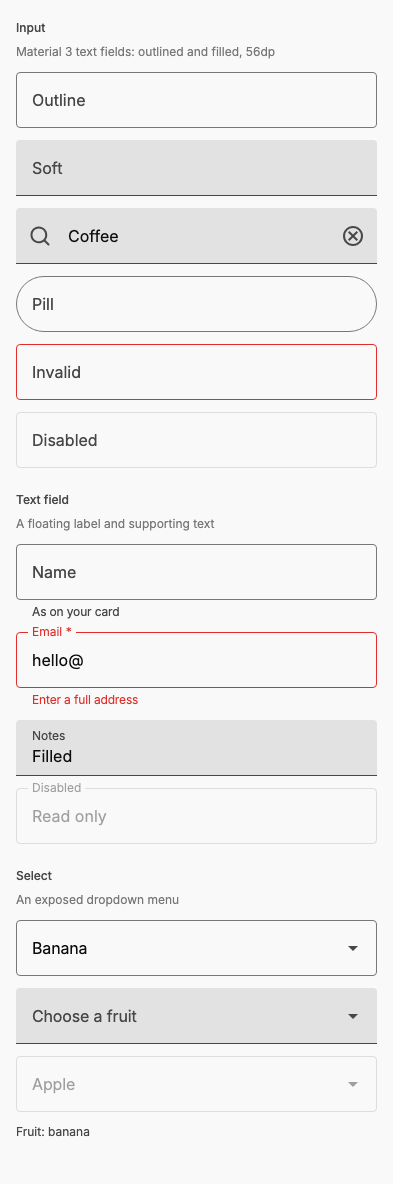 Input
Material 3 text fields: outlined and filled, 56dp
Outline
Soft
Coffee
Pill
Invalid
Disabled
Text field
A floating label and supporting text
Name
As on your card
Email *
hello@
Enter a full address
Notes
Filled
Disabled
Read only
Select
An exposed dropdown menu
Banana
Choose a fruit
Apple
Fruit: banana